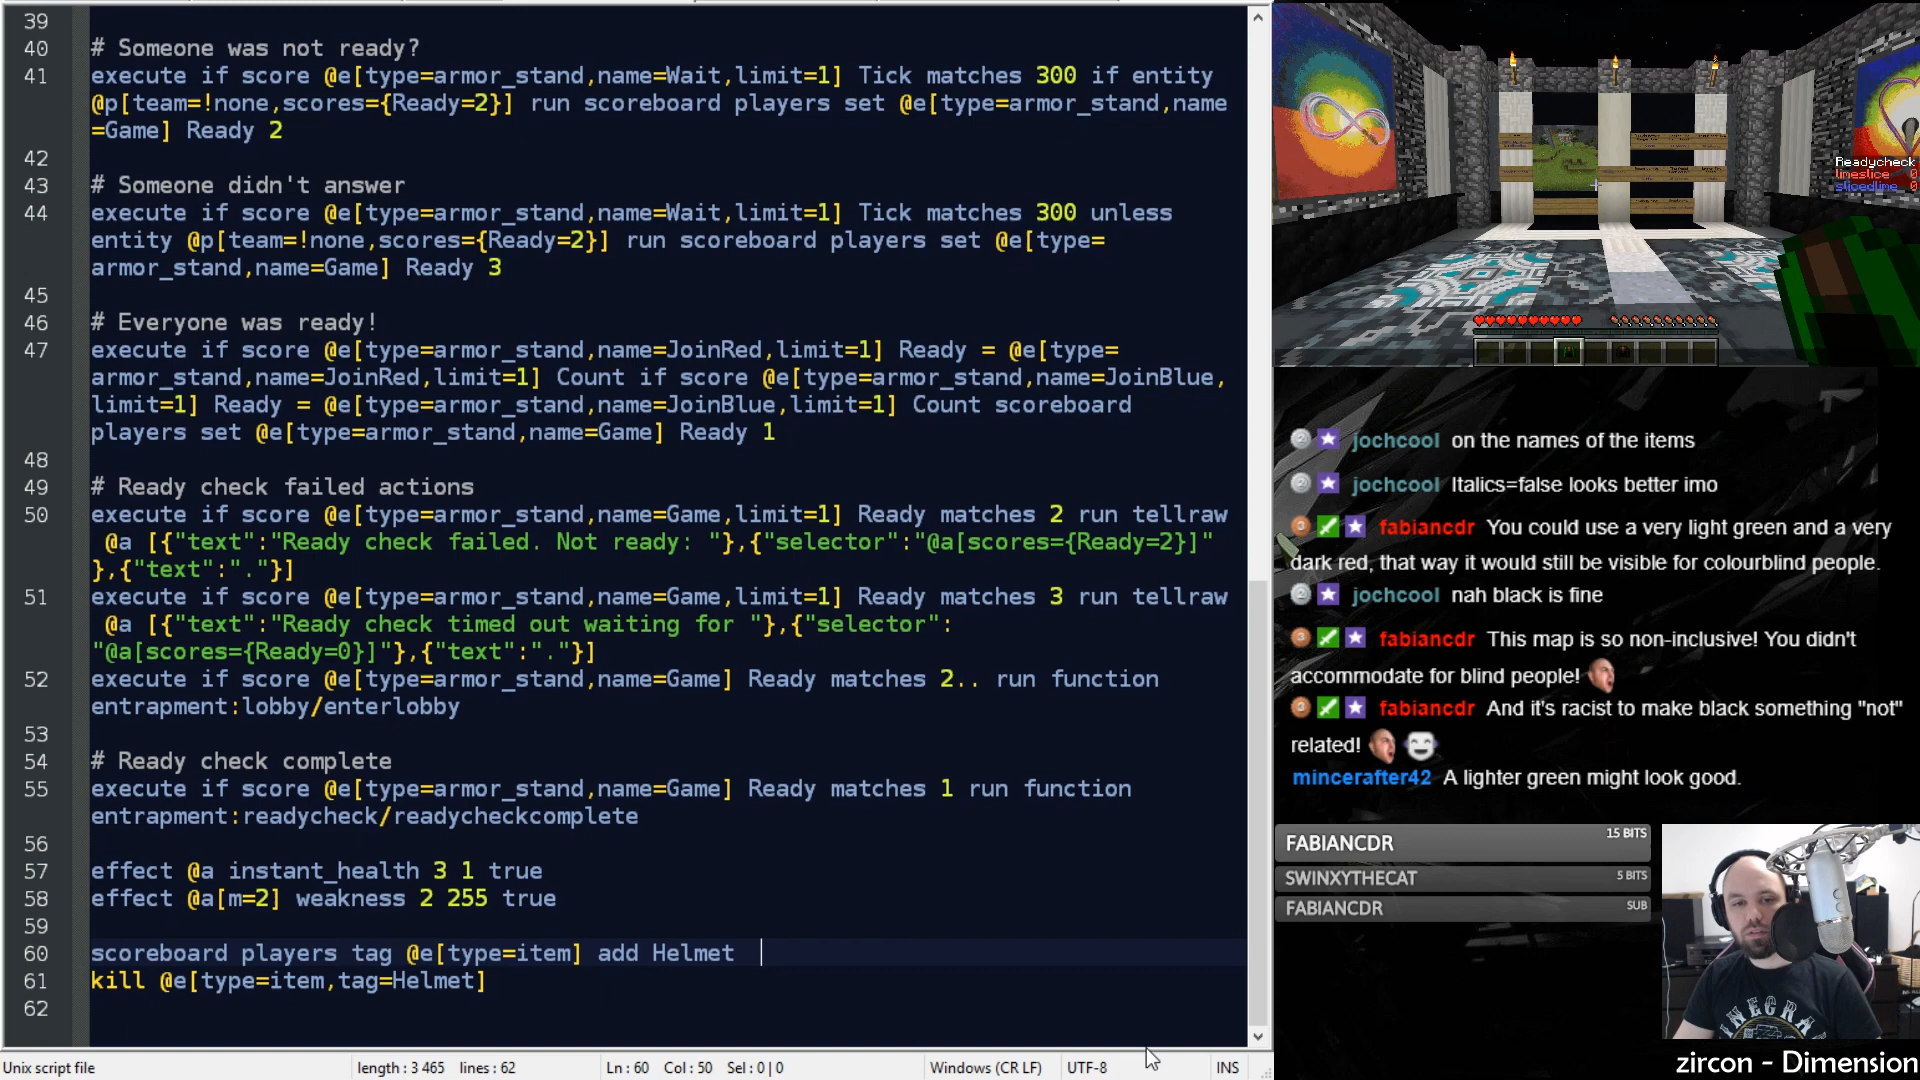 39
40 # Someone was not ready?
41 execute if score @e[type=armor_stand,name=Wait,limit=1] Tick matches 300 if entity
@p[team=!none,scores={Ready=2}] run scoreboard players set @e[type=armor_stand,name
=Game] Ready 2
42
43 # Someone didn't answer
44 execute if score @e[type=armor_stand,name=Wait,limit=1] Tick matches 300 unless
entity @p[team=!none,scores={Ready=2}] run scoreboard players set @e[type=
armor_stand,name=Game] Ready 3
45
46 # Everyone was ready!
47 execute if score @e[type=armor_stand,name=JoinRed,limit=1] Ready = @e[type=
armor_stand,name=JoinRed,limit=1] Count if score @e[type=armor_stand,name=JoinBlue,
limit=1] Ready = @e[type=armor_stand,name=JoinBlue,limit=1] Count scoreboard
players set @e[type=armor_stand,name=Game] Ready 1
48
49 # Ready check failed actions
50 execute if score @e[type=armor_stand,name=Game,limit=1] Ready matches 2 run tellraw
@a [{"text":"Ready check failed. Not ready: "},{"selector":"@a[scores={Ready=2}]"
},{"text":"."}]
51 execute if score @e[type=armor_stand,name=Game,limit=1] Ready matches 3 run tellraw
@a [{"text":"Ready check timed out waiting for "},{"selector":
"@a[scores={Ready=0}]"},{"text":"."}]
52 execute if score @e[type=armor_stand,name=Game] Ready matches 2.. run function
entrapment:lobby/enterlobby
53
54 # Ready check complete
55 execute if score @e[type=armor_stand,name=Game] Ready matches 1 run function
entrapment:readycheck/readycheckcomplete
56
57 effect @a instant_health 3 1 true
58 effect @a[m=2] weakness 2 255 true
59
60 scoreboard players tag @e[type=item] add Helmet
61 kill @e[type=item,tag=Helmet]
62
Unix script file length : 3 465 lines : 62 Ln : 60 Col : 50 Sel : 0 | 0 Windows (CR LF) UTF-8 INS
Readycheck
limeslice 0
slicedlime 0
jochcool on the names of the items
jochcool Italics=false looks better imo
fabiancdr You could use a very light green and a very
dark red, that way it would still be visible for colourblind people.
jochcool nah black is fine
fabiancdr This map is so non-inclusive! You didn't
accommodate for blind people!
fabiancdr And it's racist to make black something "not"
related!
mincerafter42 A lighter green might look good.
FABIANCDR 15 BITS
SWINXYTHECAT 5 BITS
FABIANCDR SUB
zircon - Dimension